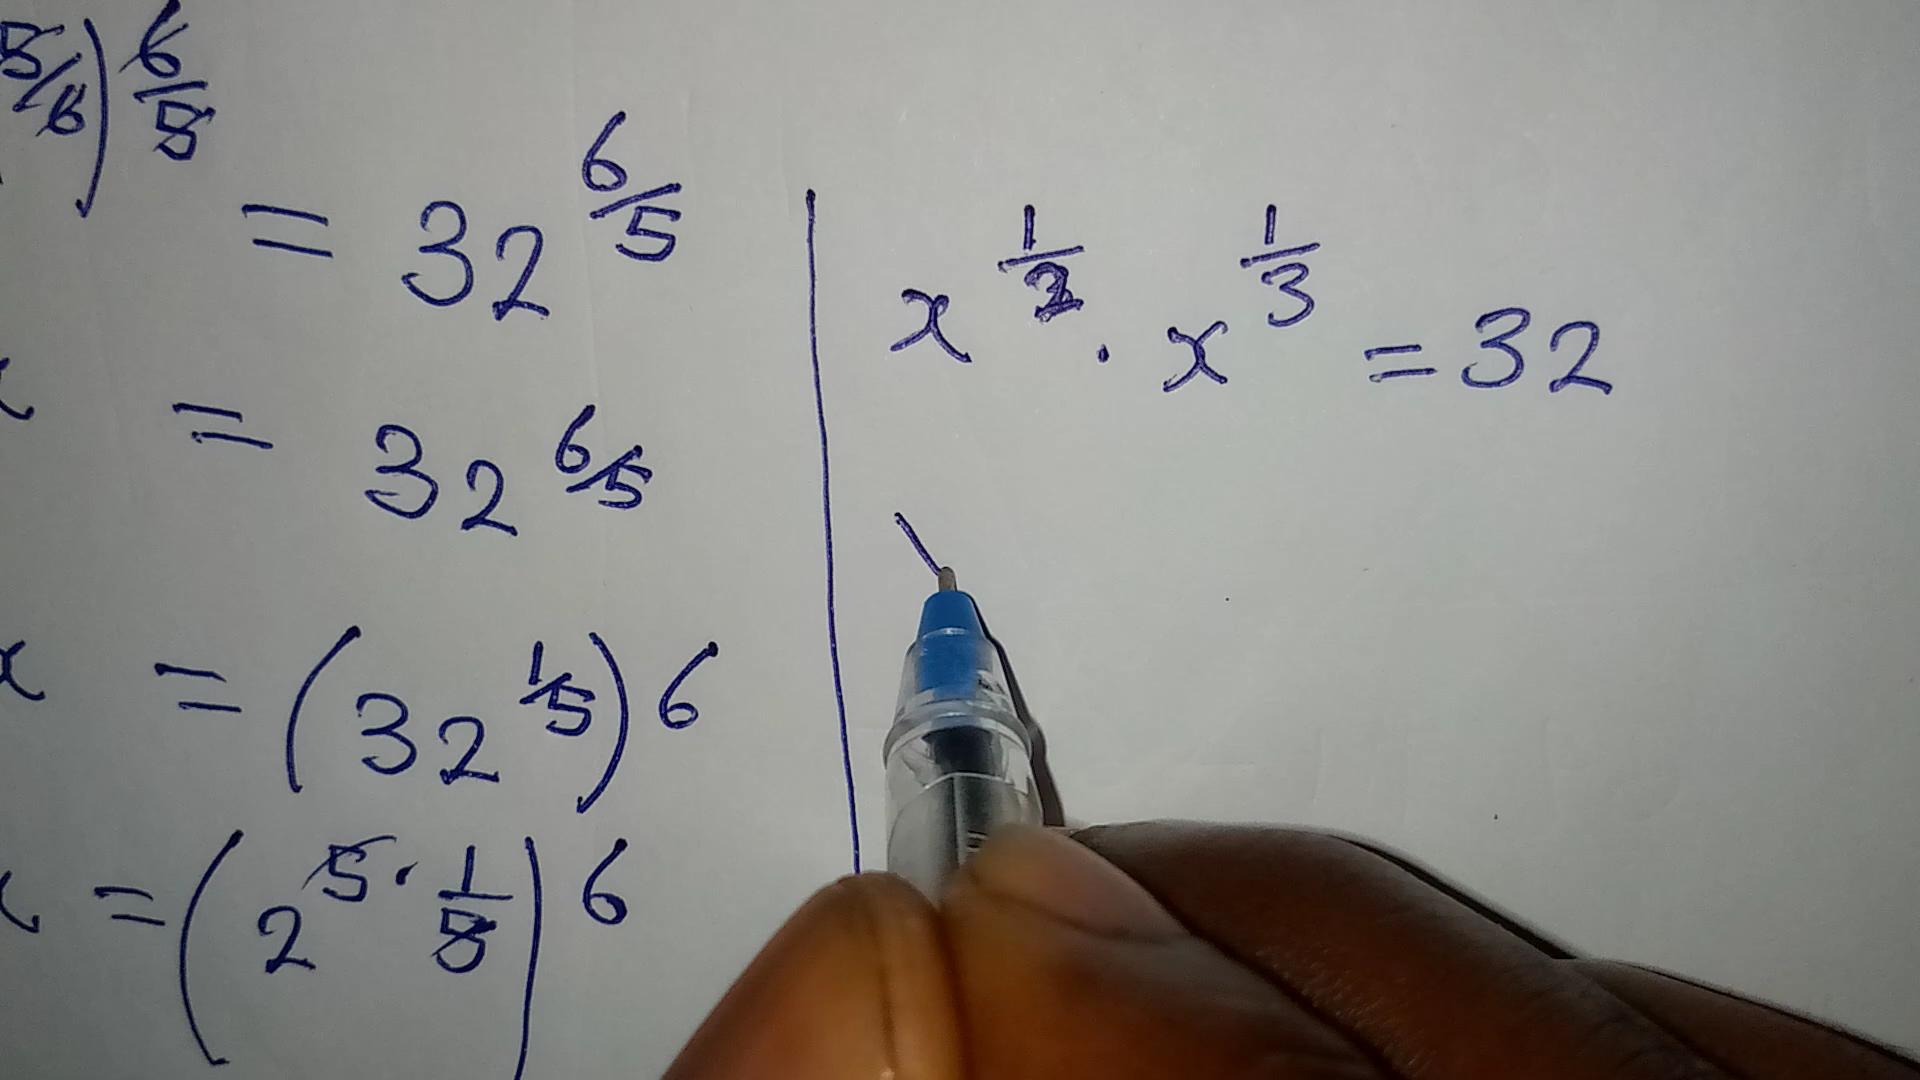 5/6)^6/5 = 32^6/5
x = 32^6/5
x = (32^1/5)^6
x = (2^5 · 1/5)^6
x^1/2 · x^1/3 = 32